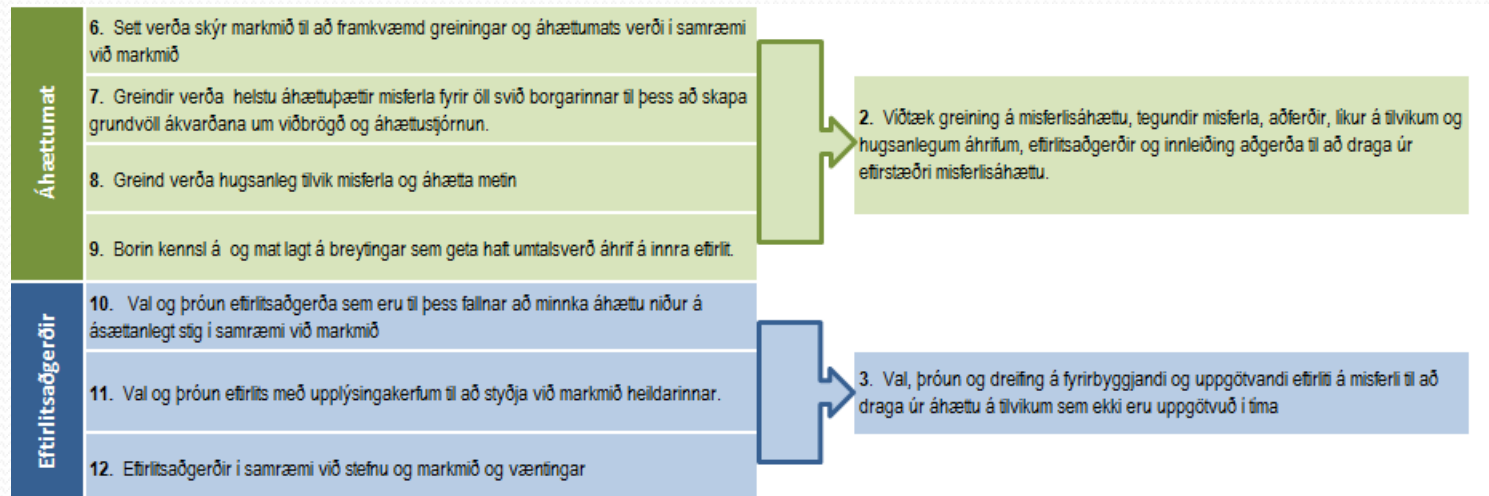 Áhættumat
6. Sett verða skýr markmið til að framkvæmd greiningar og áhættumats verði í samræmi
við markmið
7. Greindir verða helstu áhættuþættir misferla fyrir öll svið borgarinnar til þess að skapa
grundvöll ákvarðana um viðbrögð og áhættustjórnun.
8. Greind verða hugsanleg tilvik misferla og áhætta metin
9. Borin kennsl á og mat lagt á breytingar sem geta haft umtalsverð áhrif á innra eftirlit.
2. Víðtæk greining á misferlisáhættu, tegundir misferla, aðferðir, líkur á tilvikum og
hugsanlegum áhrifum, eftirlitsaðgerðir og innleiðing aðgerða til að draga úr
eftirstæðri misferlisáhættu.
Eftirlitsaðgerðir
10. Val og þróun eftirlitsaðgerða sem eru til þess fallnar að minnka áhættu niður á
ásættanlegt stig í samræmi við markmið
11. Val og þróun eftirlits með upplýsingakerfum til að styðja við markmið heildarinnar.
12. Eftirlitsaðgerðir í samræmi við stefnu og markmið og væntingar
3. Val, þróun og dreifing á fyrirbyggjandi og uppgötvandi eftirliti á misferli til að
draga úr áhættu á tilvikum sem ekki eru uppgötvuð í tíma